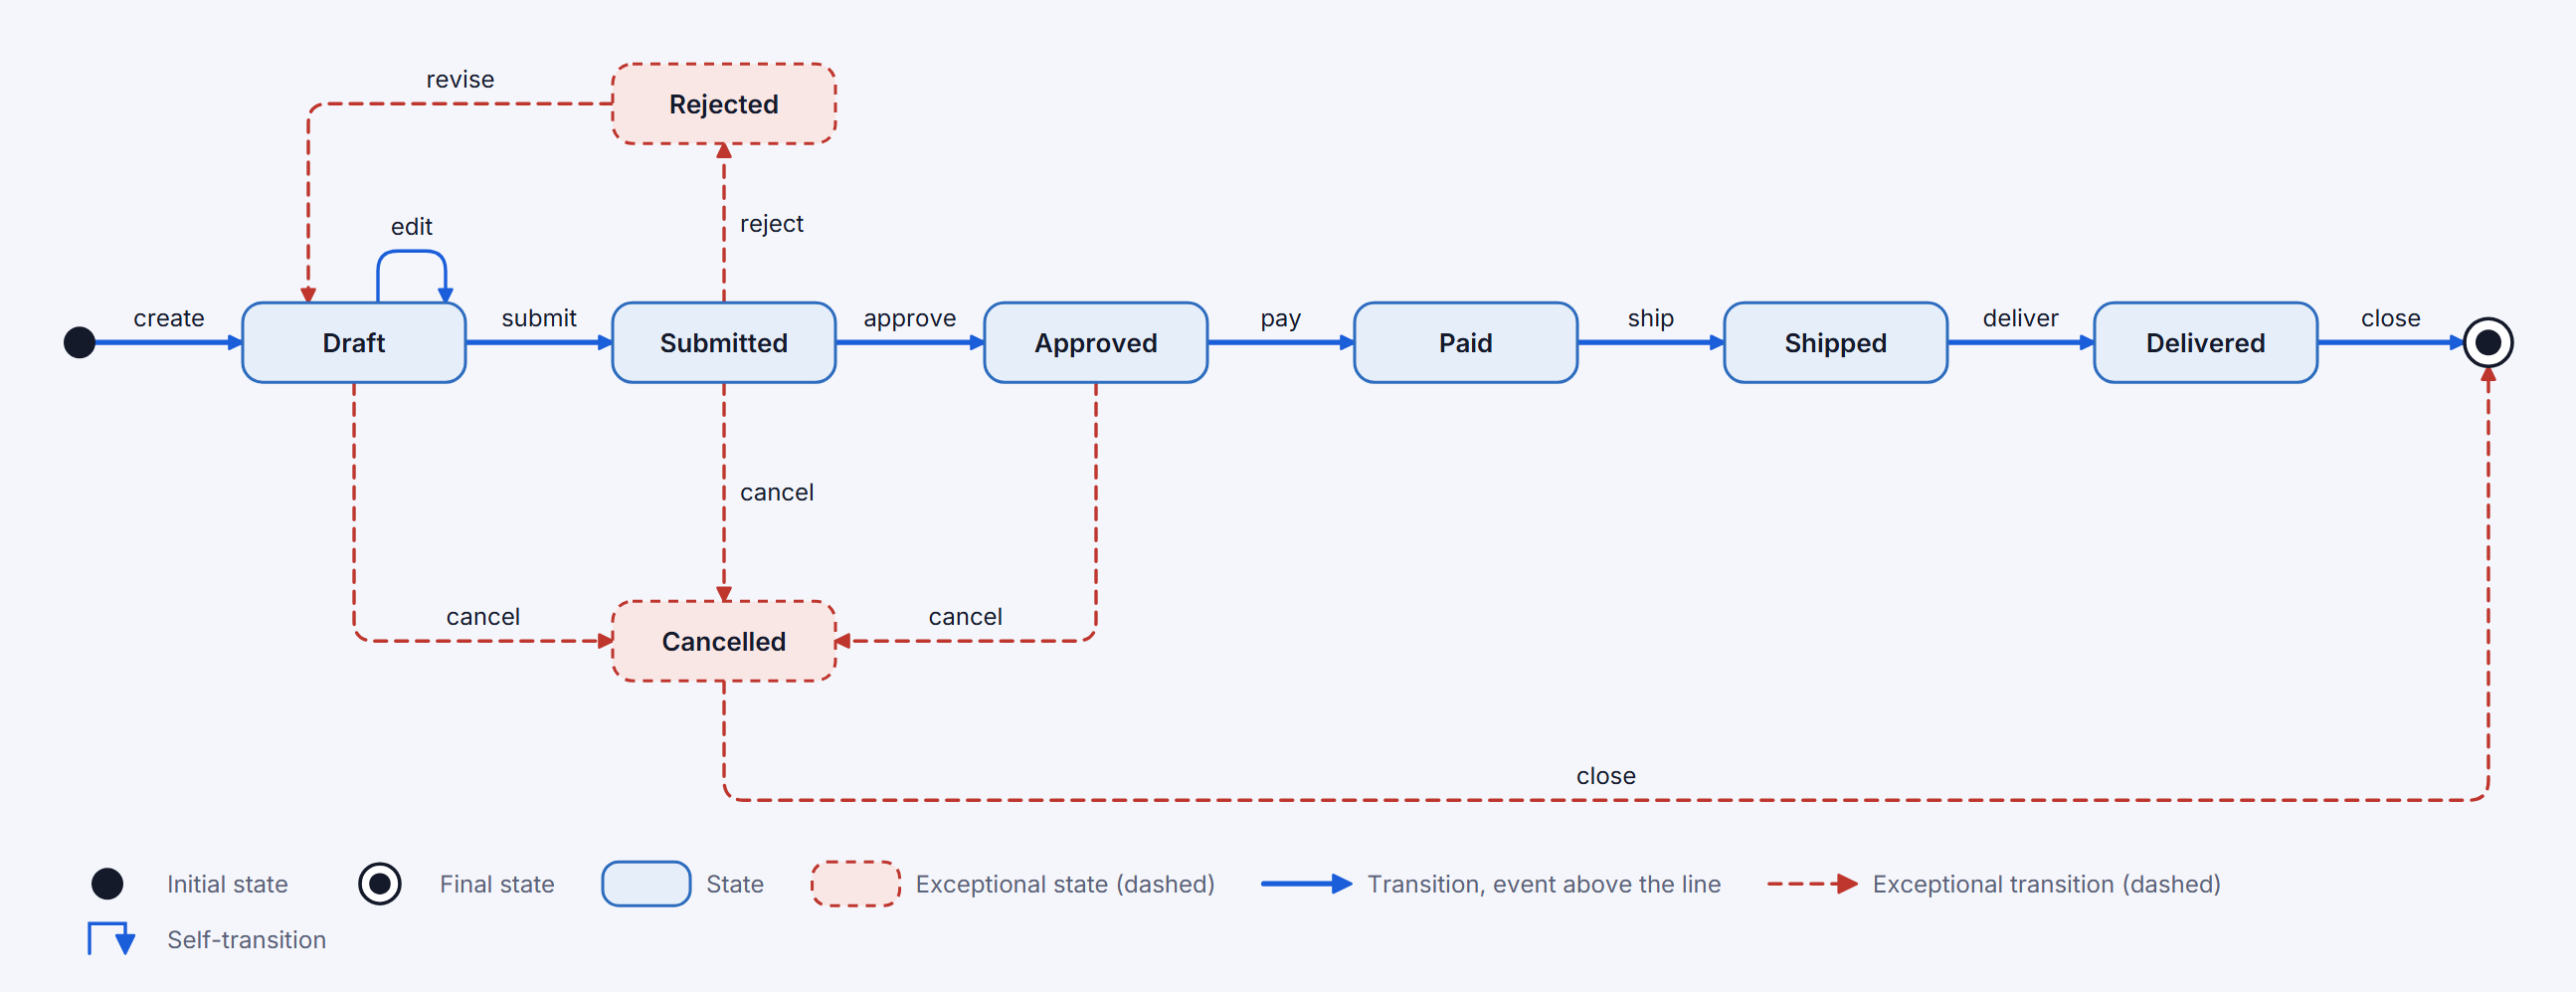 revise
Rejected
edit
reject
create
Draft
submit
Submitted
approve
Approved
pay
Paid
ship
Shipped
deliver
Delivered
close
cancel
cancel
Cancelled
cancel
close
Initial state
Final state
State
Exceptional state (dashed)
Transition, event above the line
Exceptional transition (dashed)
Self-transition